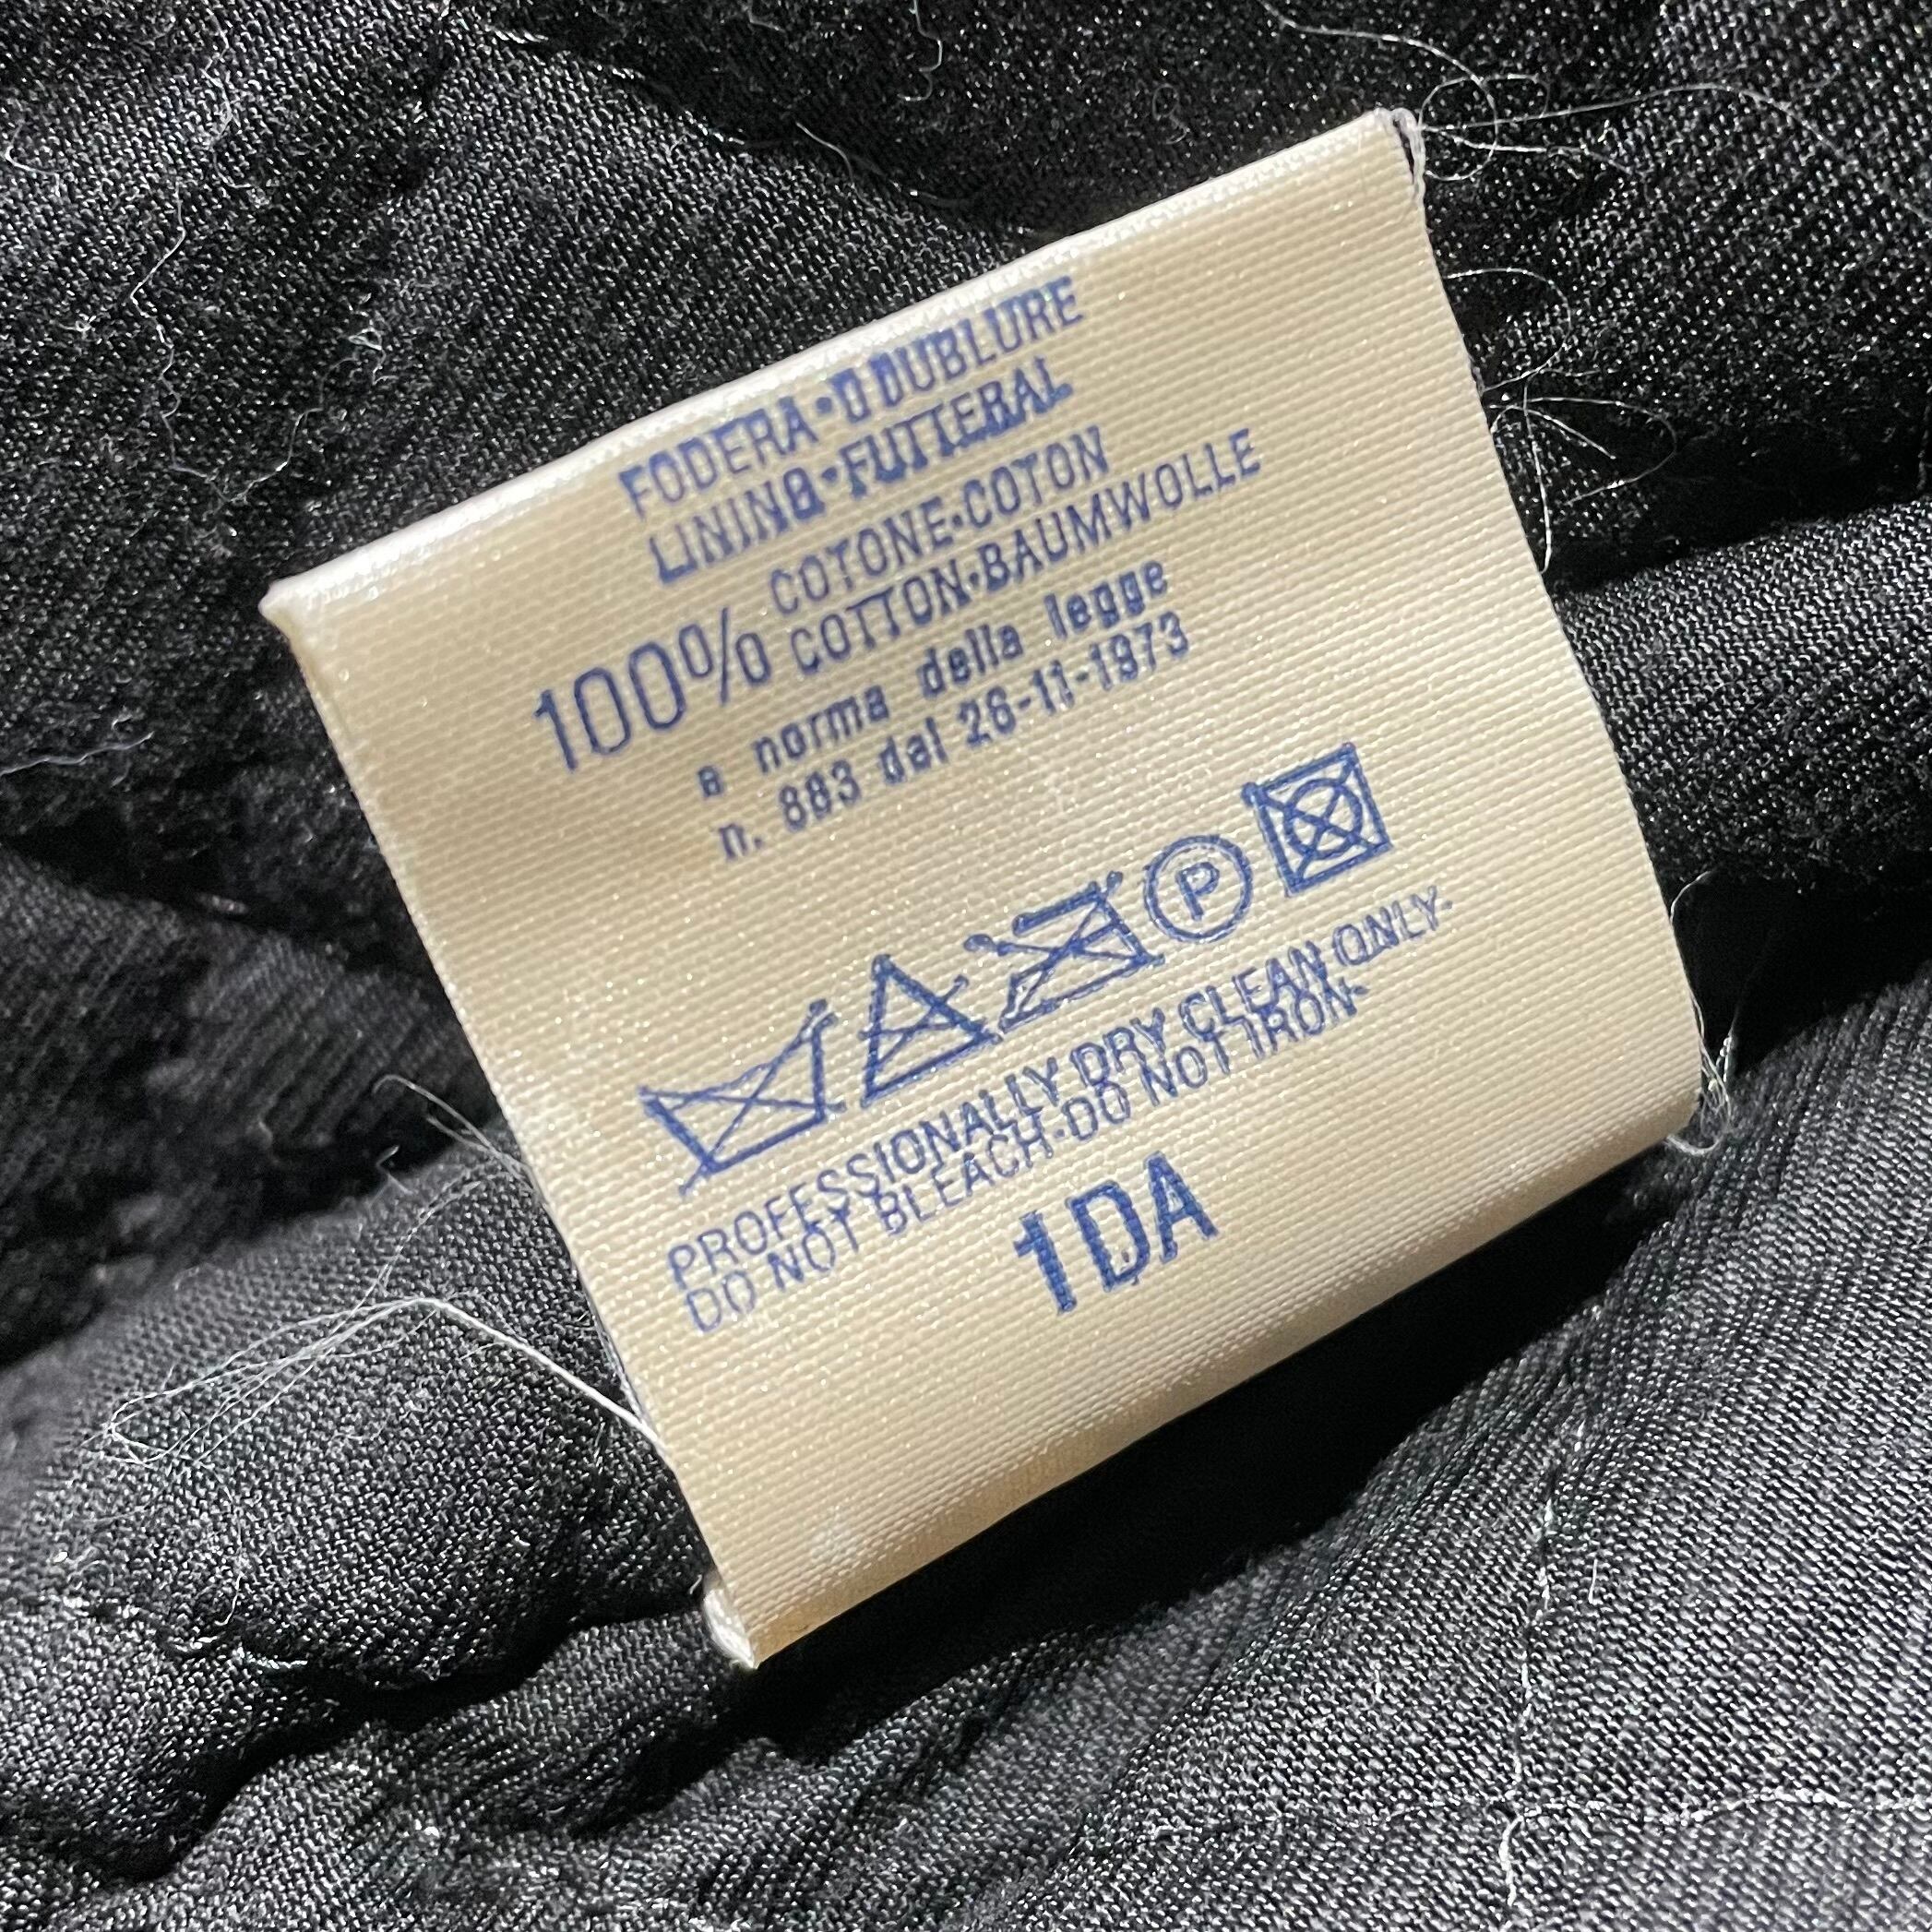 FODERA•DOUBLURE
LINING•FUTTERAL
100% COTONE•COTON
COTTON•BAUMWOLLE
a norma della legge
n. 883 dal 26-11-1973
P
PROFESSIONALLY DRY CLEAN ONLY-
DO NOT BLEACH-DO NOT IRON-
1DA